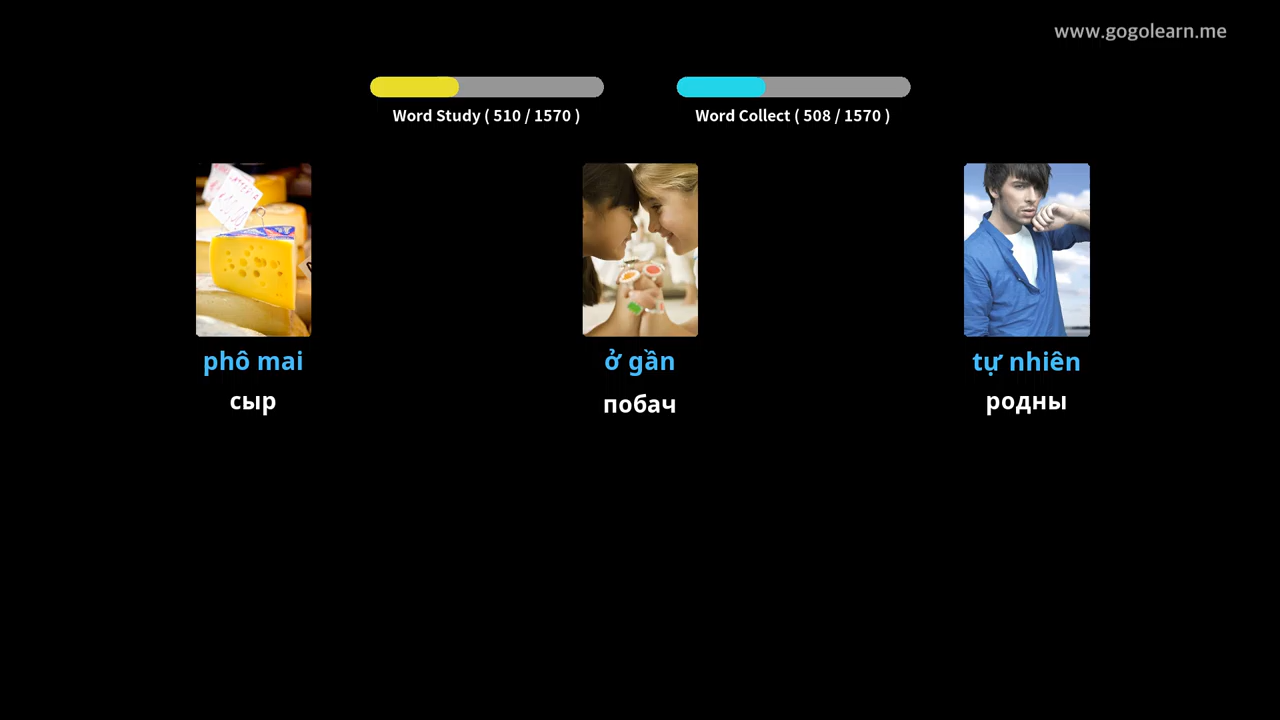 www.gogolearn.me
Word Study ( 510 / 1570 )
Word Collect ( 508 / 1570 )
phô mai
ở gần
tự nhiên
сыр
побач
родны